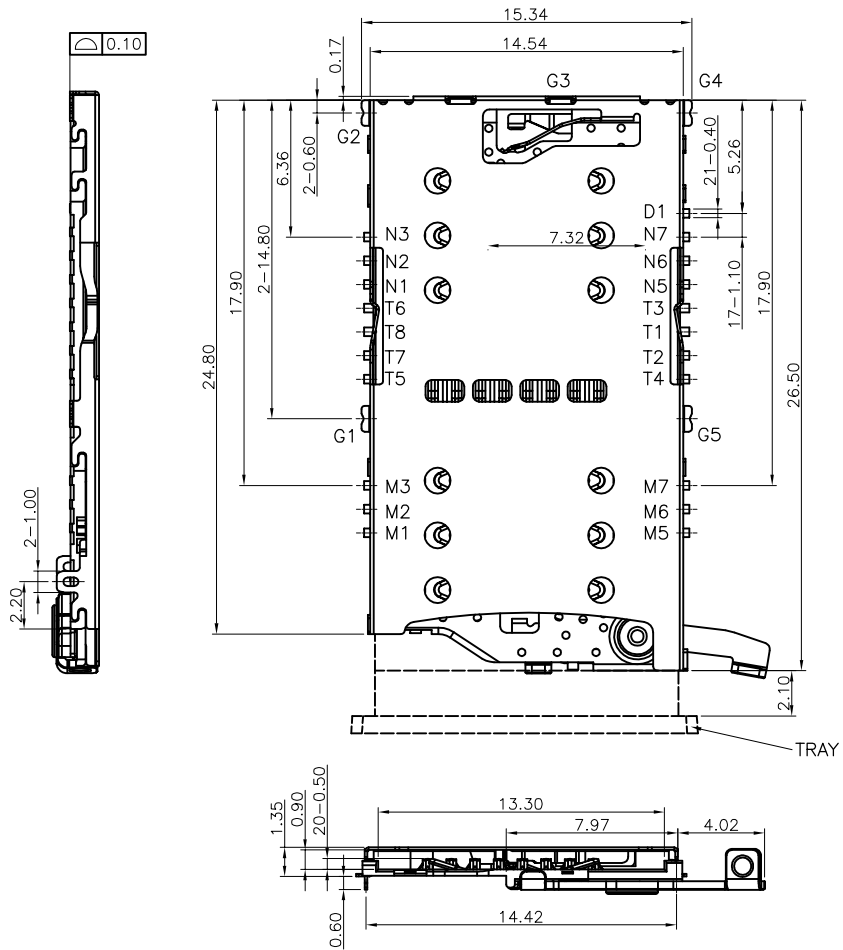 15.34
0.10
14.54
0.17
G3
G4
G2
2-0.60
6.36
21-0.40
5.26
D1
N3
7.32
N7
N2
N6
N1
N5
2-14.80
17.90
17-1.10
17.90
T6
T3
T8
T1
T7
T2
T5
T4
24.80
26.50
G1
G5
M3
M7
M2
M6
M1
M5
2-1.00
2.20
2.10
TRAY
1.35
0.90
20-0.50
13.30
7.97
4.02
0.60
14.42